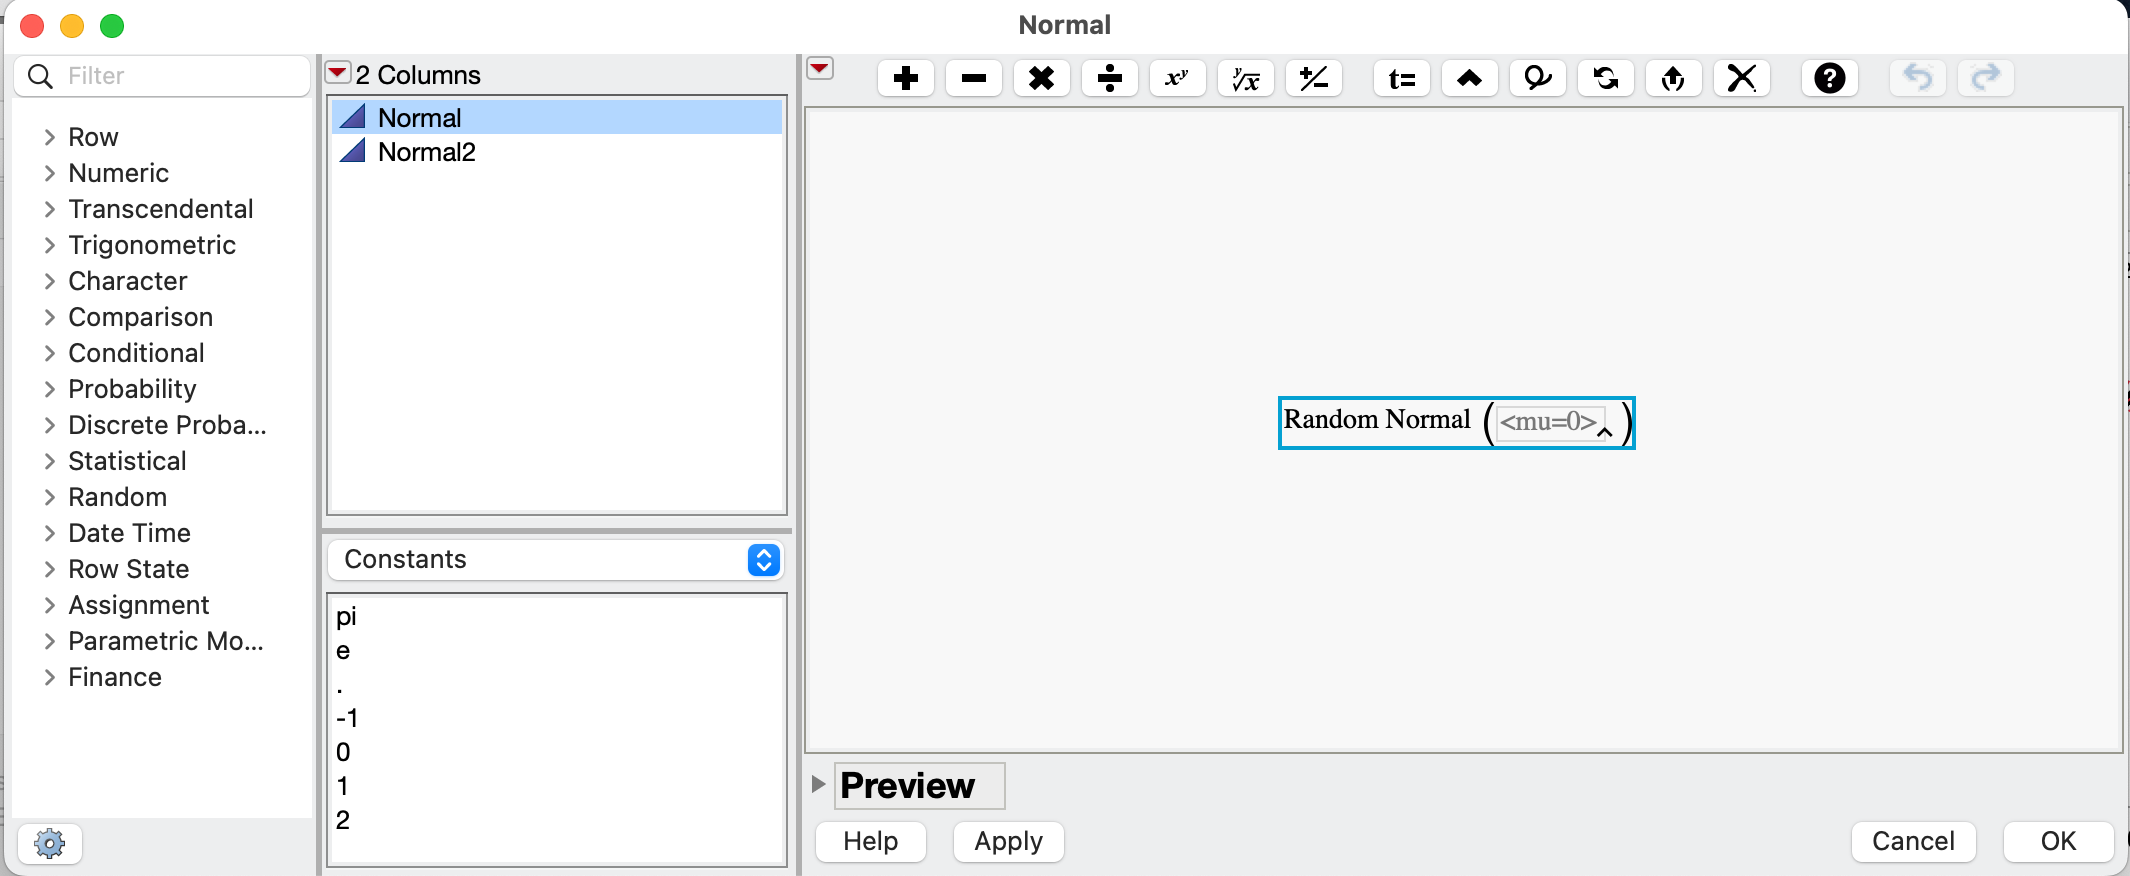 Normal
Filter
Row
Numeric
Transcendental
Trigonometric
Character
Comparison
Conditional
Probability
Discrete Proba...
Statistical
Random
Date Time
Row State
Assignment
Parametric Mo...
Finance
2 Columns
Normal
Normal2
Constants
pi
e
.
-1
0
1
2
xʸ
ʸ√x
t=
Random Normal (<mu=0>)
Preview
Help
Apply
Cancel
OK